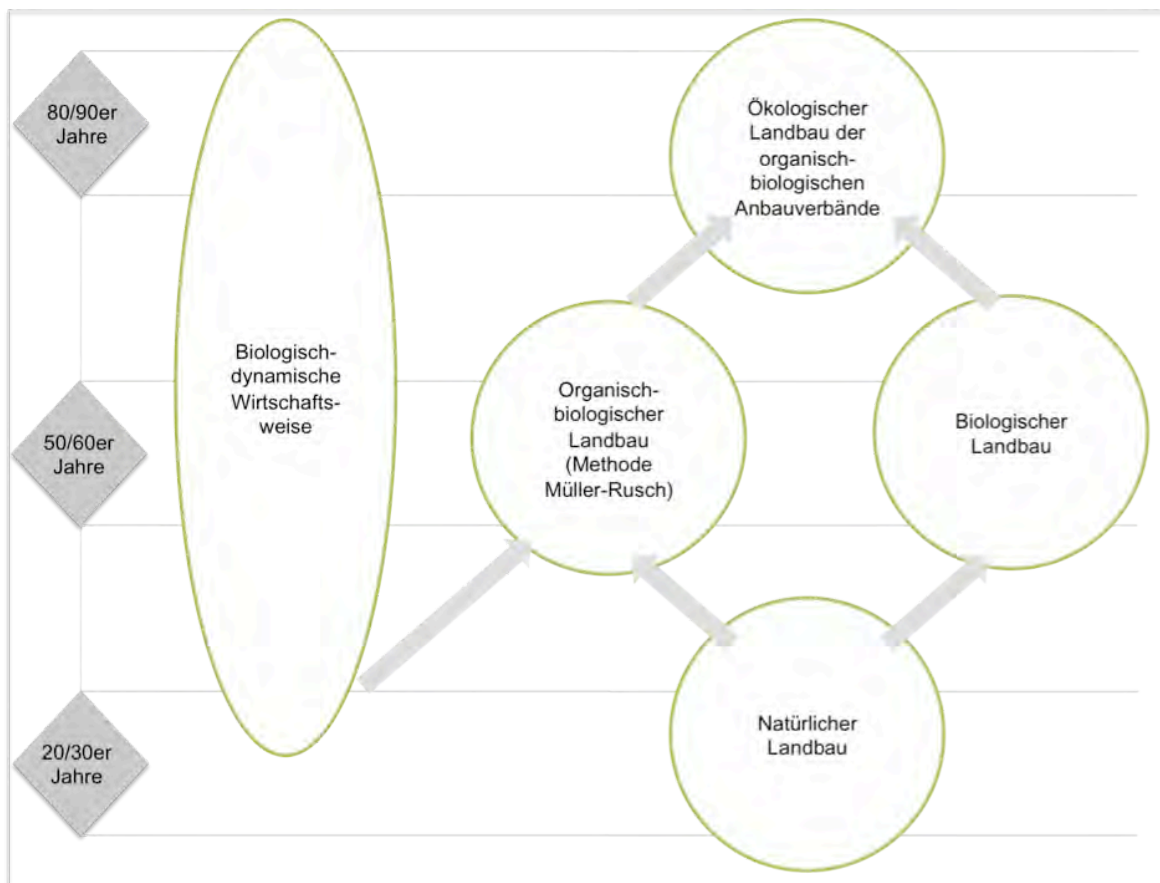 80/90er
Jahre
Ökologischer
Landbau der
organisch-
biologischen
Anbauverbände
Biologisch-
dynamische
Wirtschafts-
weise
50/60er
Jahre
Organisch-
biologischer
Landbau
(Methode
Müller-Rusch)
Biologischer
Landbau
20/30er
Jahre
Natürlicher
Landbau